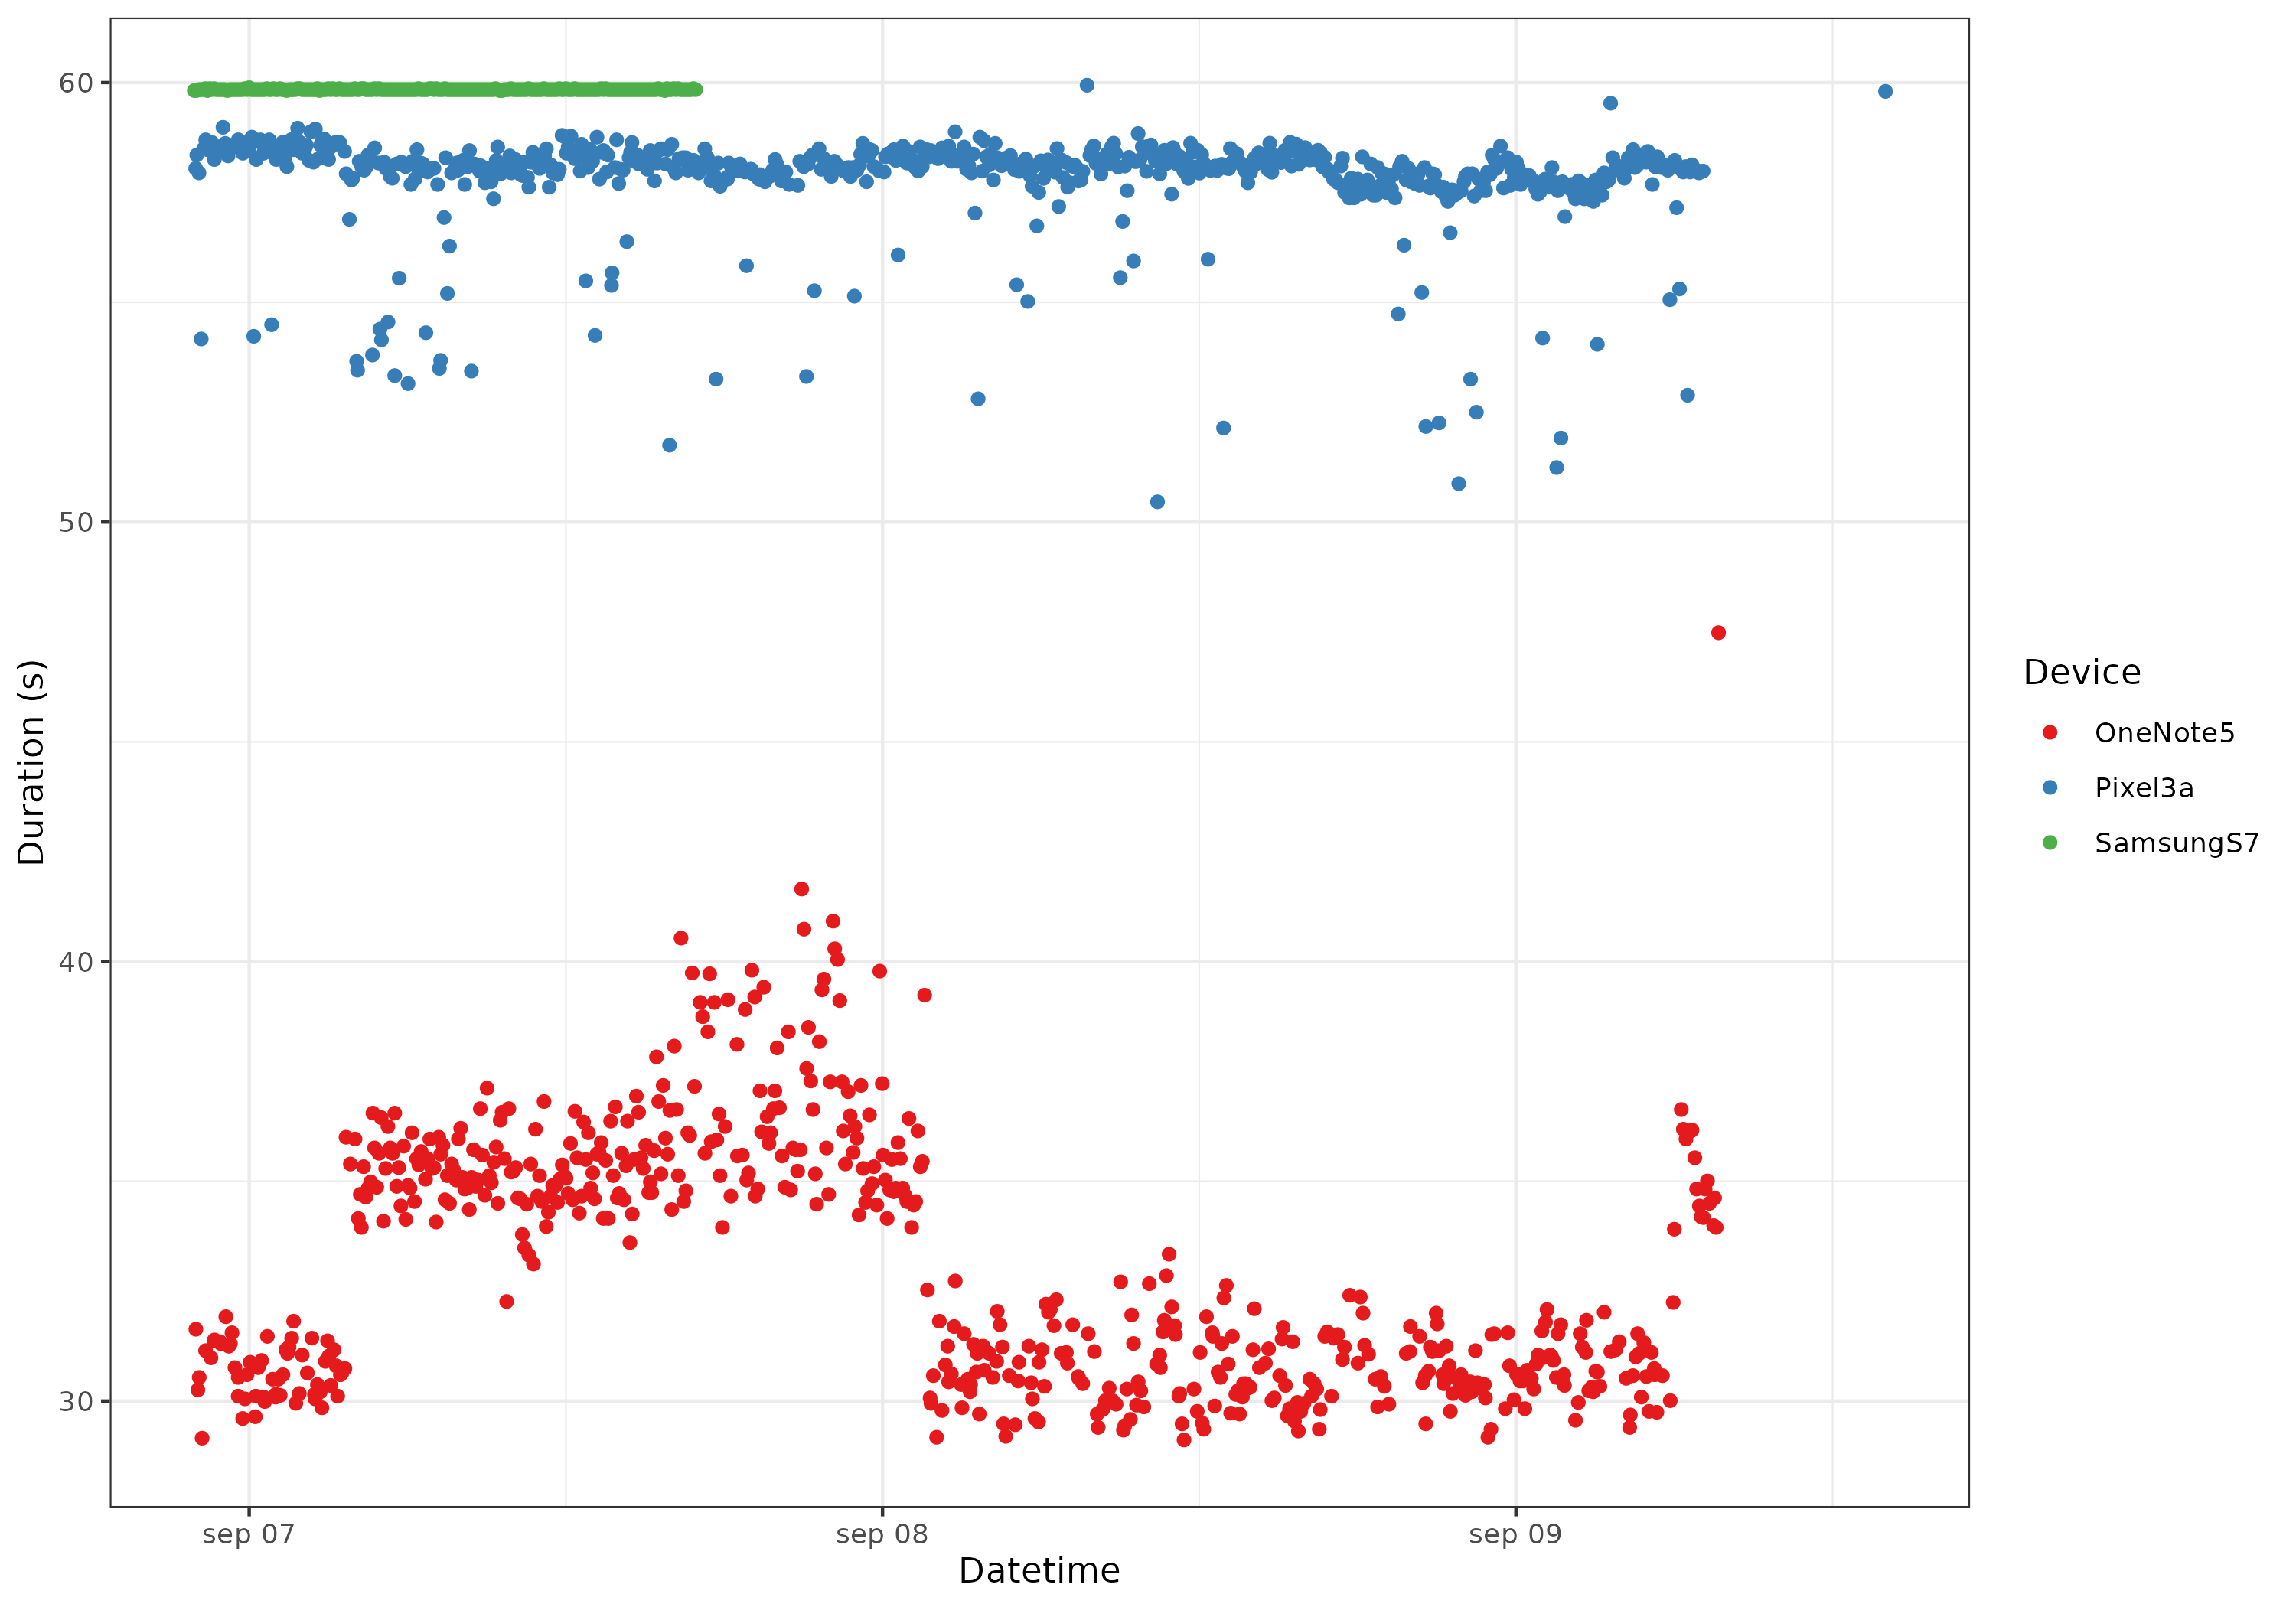 60
50
40
30
Duration (s)
sep 07
sep 08
sep 09
Datetime
Device
OneNote5
Pixel3a
SamsungS7